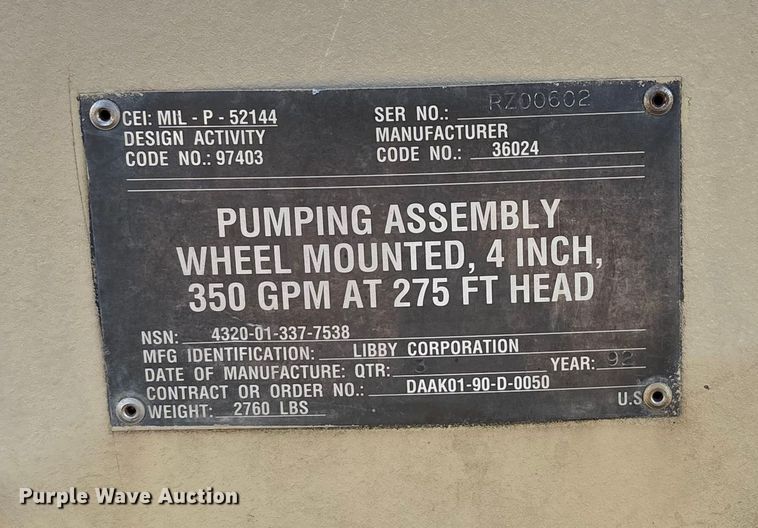 CEI: MIL - P - 52144 SER NO.: RZ00602
DESIGN ACTIVITY MANUFACTURER
CODE NO.: 97403 CODE NO.: 36024
PUMPING ASSEMBLY
WHEEL MOUNTED, 4 INCH,
350 GPM AT 275 FT HEAD
NSN: 4320-01-337-7538
MFG IDENTIFICATION: LIBBY CORPORATION
DATE OF MANUFACTURE: QTR: YEAR: 92
CONTRACT OR ORDER NO.: DAAK01-90-D-0050
WEIGHT: 2760 LBS U.S
Purple Wave Auction